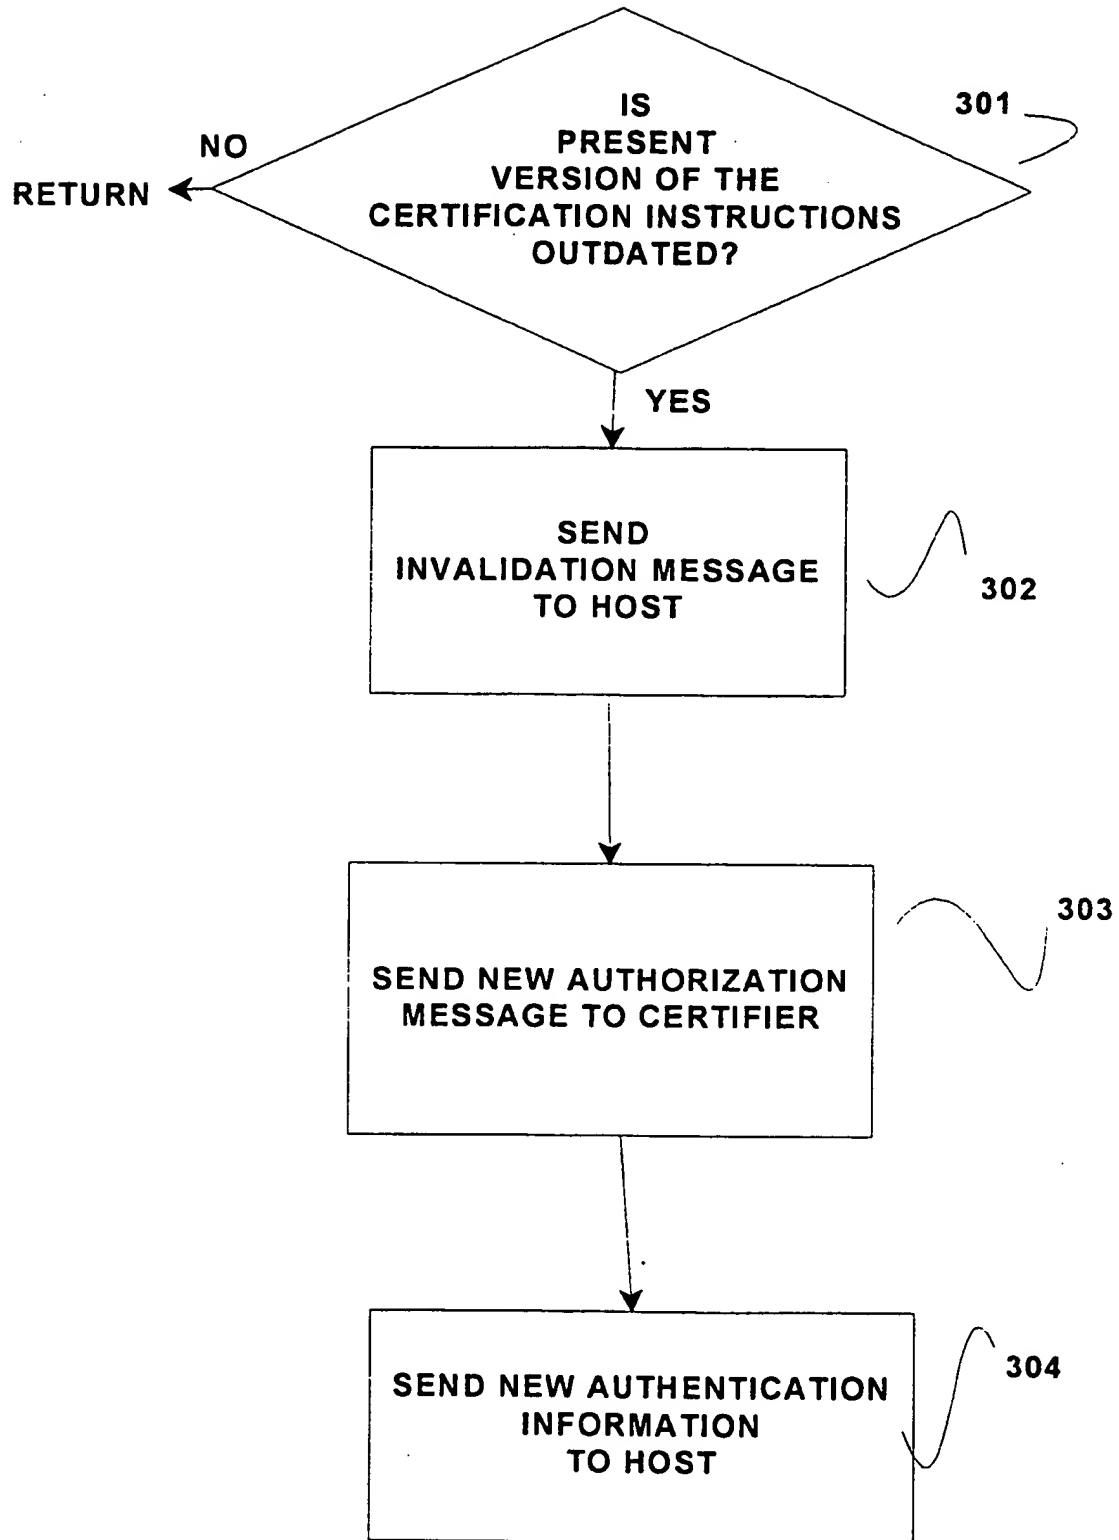 IS
PRESENT
VERSION OF THE
CERTIFICATION INSTRUCTIONS
OUTDATED?
301
NO
RETURN
YES
SEND
INVALIDATION MESSAGE
TO HOST
302
SEND NEW AUTHORIZATION
MESSAGE TO CERTIFIER
303
SEND NEW AUTHENTICATION
INFORMATION
TO HOST
304